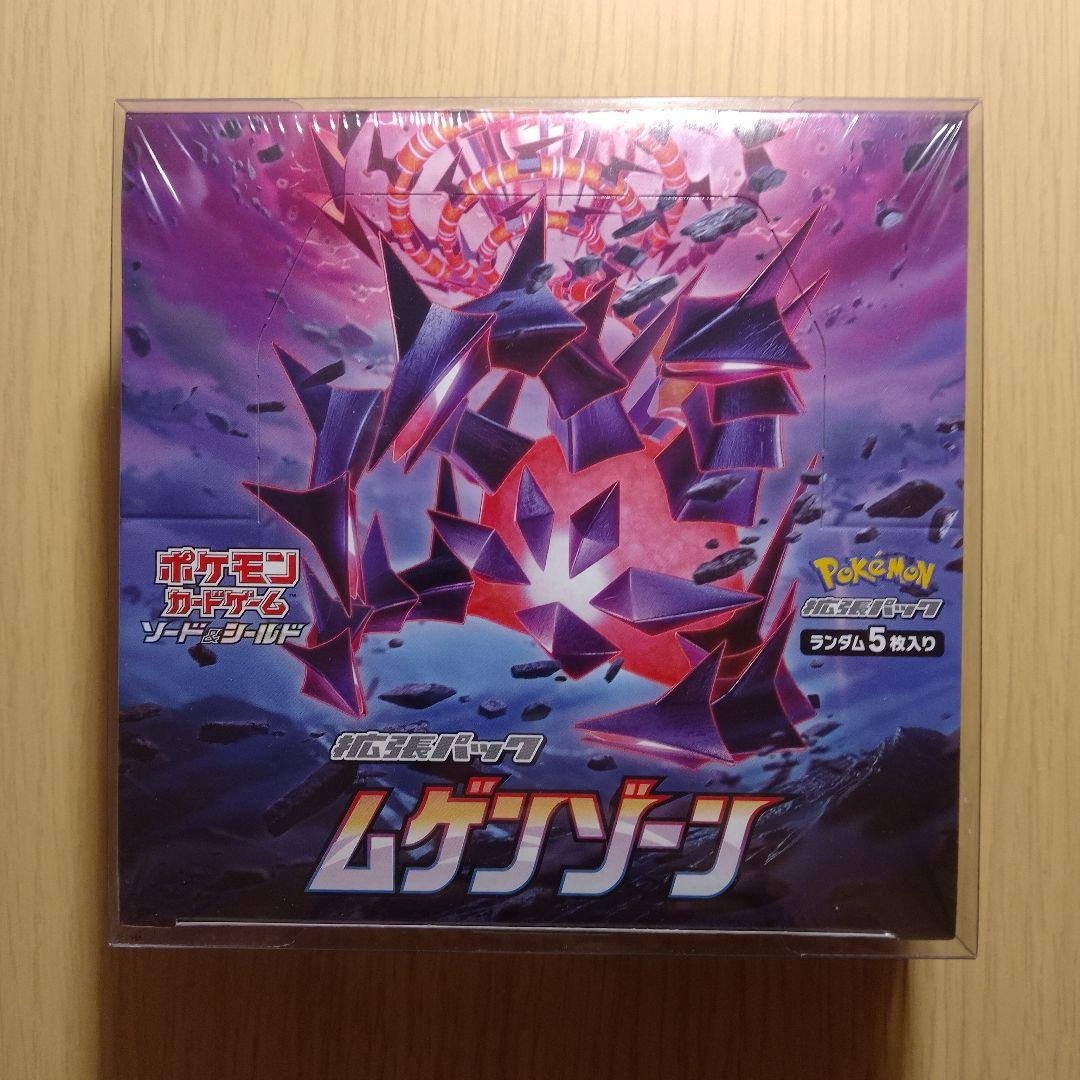 ポケモン
カードゲーム™
ソード&シールド
Pokémon
拡張パック
ランダム5枚入り
拡張パック
ムゲンゾーン